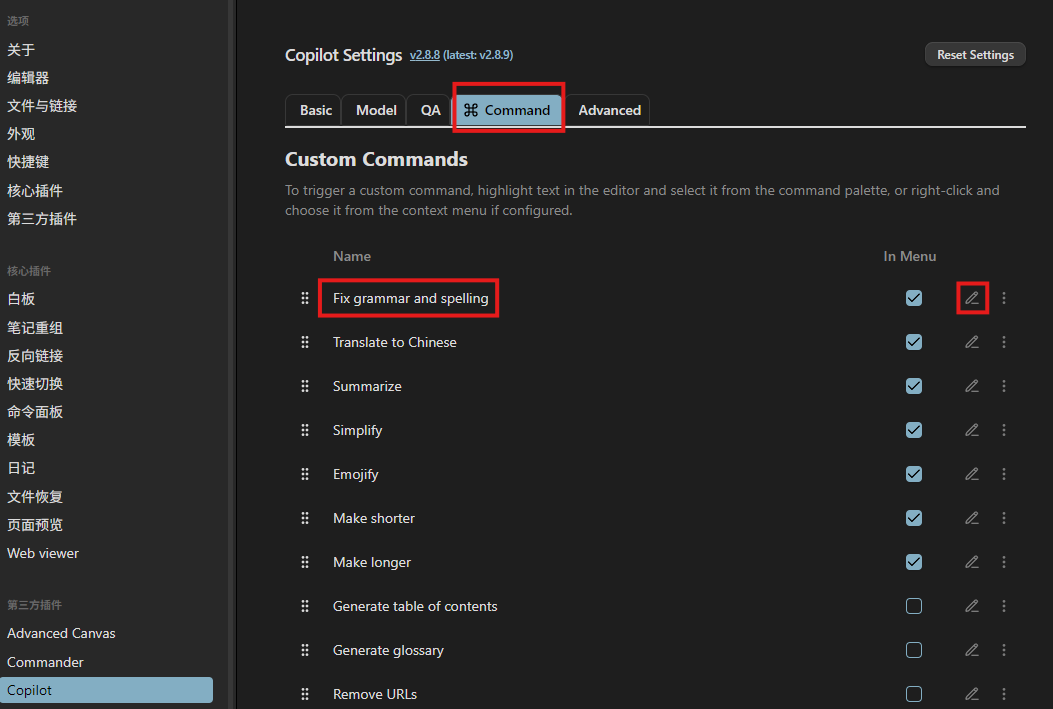 选项
关于
编辑器
文件与链接
外观
快捷键
核心插件
第三方插件
核心插件
白板
笔记重组
反向链接
快速切换
命令面板
模板
日记
文件恢复
页面预览
Web viewer
第三方插件
Advanced Canvas
Commander
Copilot
Copilot Settings v2.8.8 (latest: v2.8.9)
Reset Settings
Basic Model QA ⌘ Command Advanced
Custom Commands
To trigger a custom command, highlight text in the editor and select it from the command palette, or right-click and
choose it from the context menu if configured.
Name In Menu
Fix grammar and spelling
Translate to Chinese
Summarize
Simplify
Emojify
Make shorter
Make longer
Generate table of contents
Generate glossary
Remove URLs